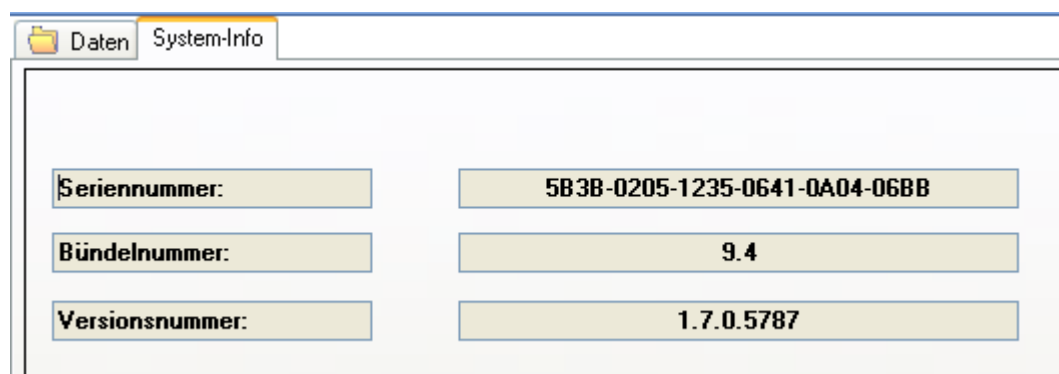 Daten System-Info
Seriennummer: 5B3B-0205-1235-0641-0A04-06BB
Bündelnummer: 9.4
Versionsnummer: 1.7.0.5787